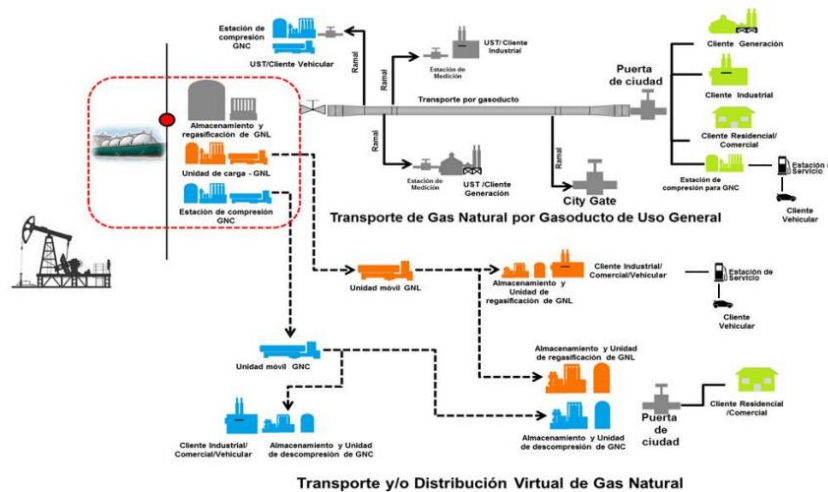 Estación de
compresión
GNC
UST/Cliente Vehicular
Ramal
Ramal
Estación de
Medición
UST/Cliente
Industrial
Puerta
de ciudad
Cliente Generación
Cliente Industrial
Cliente Residencial/
Comercial
Estación de
compresión para GNC
Estación de
Servicio
Cliente
Vehicular
Transporte por gasoducto
Almacenamiento y
regasificación de GNL
Unidad de carga - GNL
Estación de compresión
GNC
Ramal
Estación de
Medición
UST /Cliente
Generación
Ramal
City Gate
Transporte de Gas Natural por Gasoducto de Uso General
Unidad móvil GNL
Almacenamiento y
Unidad de
regasificación de GNL
Cliente Industrial/
Comercial/Vehicular
Estación de
Servicio
Cliente
Vehicular
Unidad móvil GNC
Almacenamiento y Unidad
de regasificación de GNL
Cliente Industrial/
Comercial/Vehicular
Almacenamiento y Unidad
de descompresión de GNC
Almacenamiento y Unidad
de descompresión de GNC
Puerta
de
ciudad
Cliente Residencial
/Comercial
Transporte y/o Distribución Virtual de Gas Natural